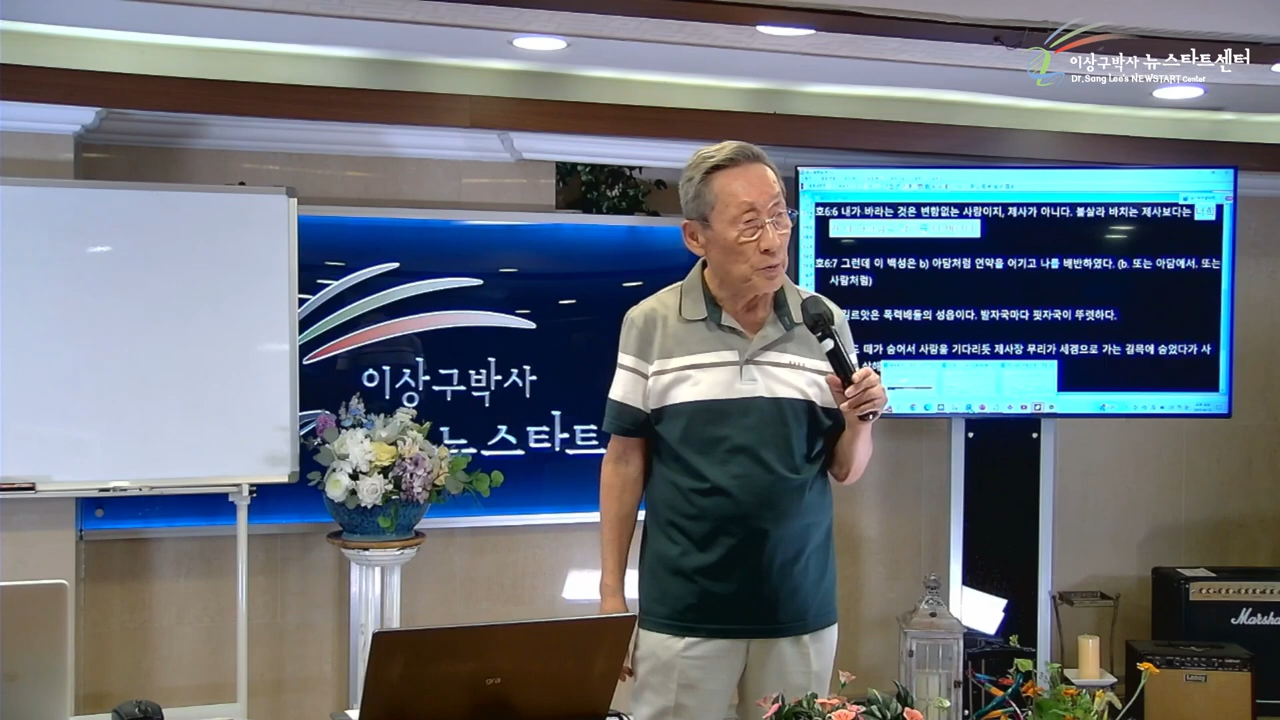 이상구박사 뉴스타트센터
Dr. Sang Lee's NEWSTART Center
호6:6 내가 바라는 것은 변함없는 사랑이지, 제사가 아니다. 불살라 바치는 제사보다는
호6:7 그런데 이 백성은 b) 아담처럼 언약을 어기고 나를 배반하였다. (b. 또는 아담에서, 또는
사람처럼)
길르앗은 폭력배들의 성읍이다. 발자국마다 핏자국이 뚜렷하다.
떼가 숨어서 사람을 기다리듯 제사장 무리가 세겜으로 가는 길목에 숨었다가 사
이상구박사
뉴스타트
gram
Marsha
Laney